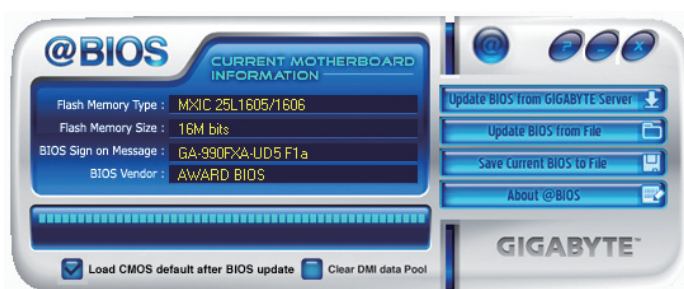 @BIOS
CURRENT MOTHERBOARD
INFORMATION
Flash Memory Type : MXIC 25L1605/1606
Flash Memory Size : 16M bits
BIOS Sign on Message : GA-990FXA-UD5 F1a
BIOS Vendor : AWARD BIOS
Load CMOS default after BIOS update
Clear DMI data Pool
@
? _ X
Update BIOS from GIGABYTE Server
Update BIOS from File
Save Current BIOS to File
About @BIOS
GIGABYTE™